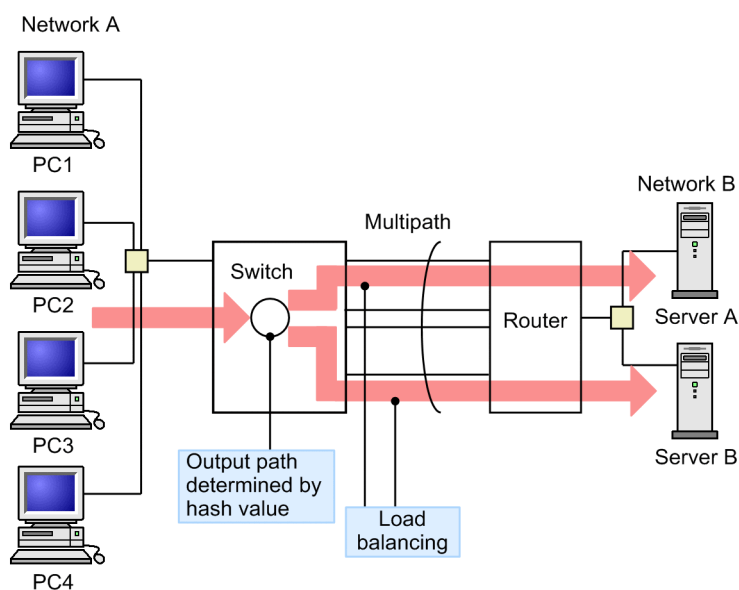 Network A
PC1
PC2
PC3
PC4
Switch
Output path
determined by
hash value
Multipath
Load
balancing
Router
Network B
Server A
Server B